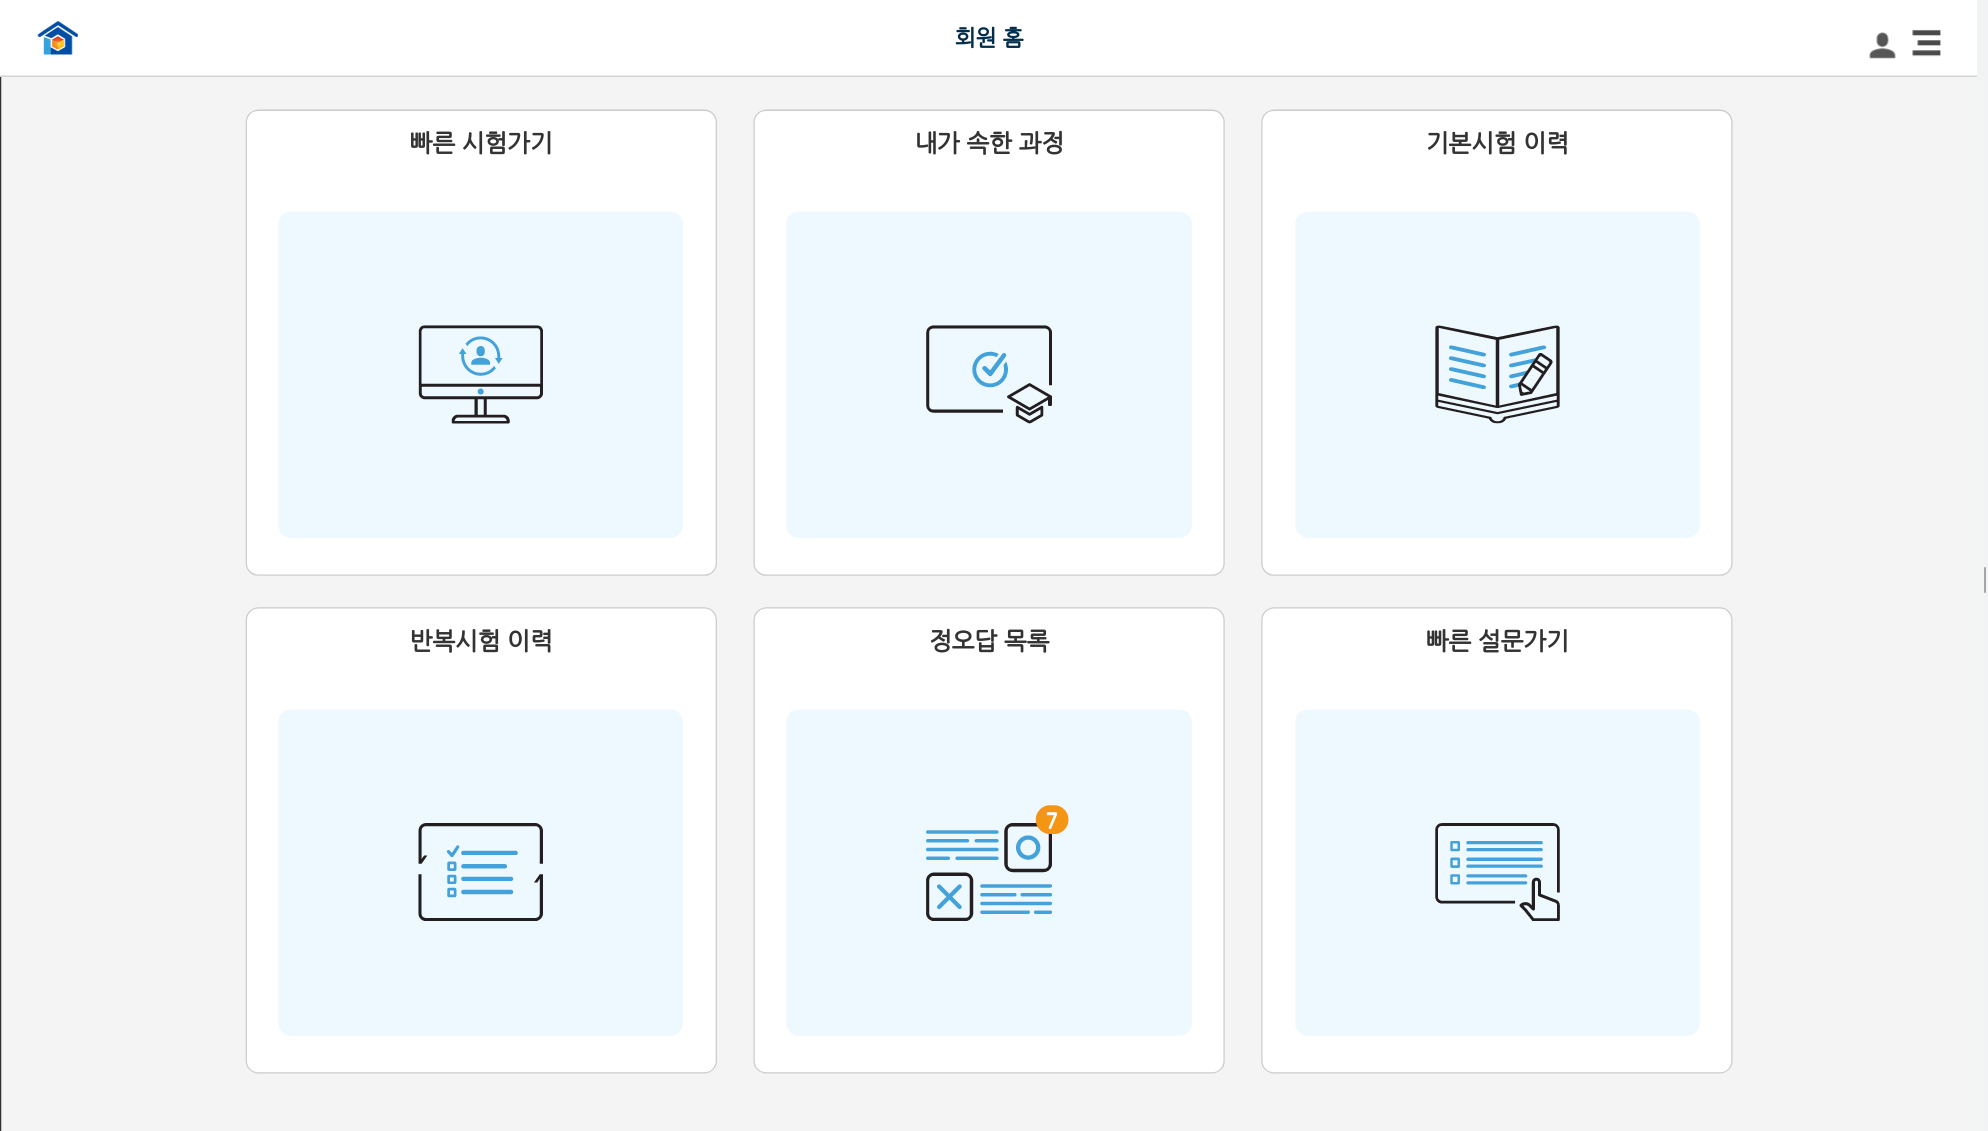 회원 홈
빠른 시험가기
내가 속한 과정
기본시험 이력
반복시험 이력
정오답 목록
빠른 설문가기
7